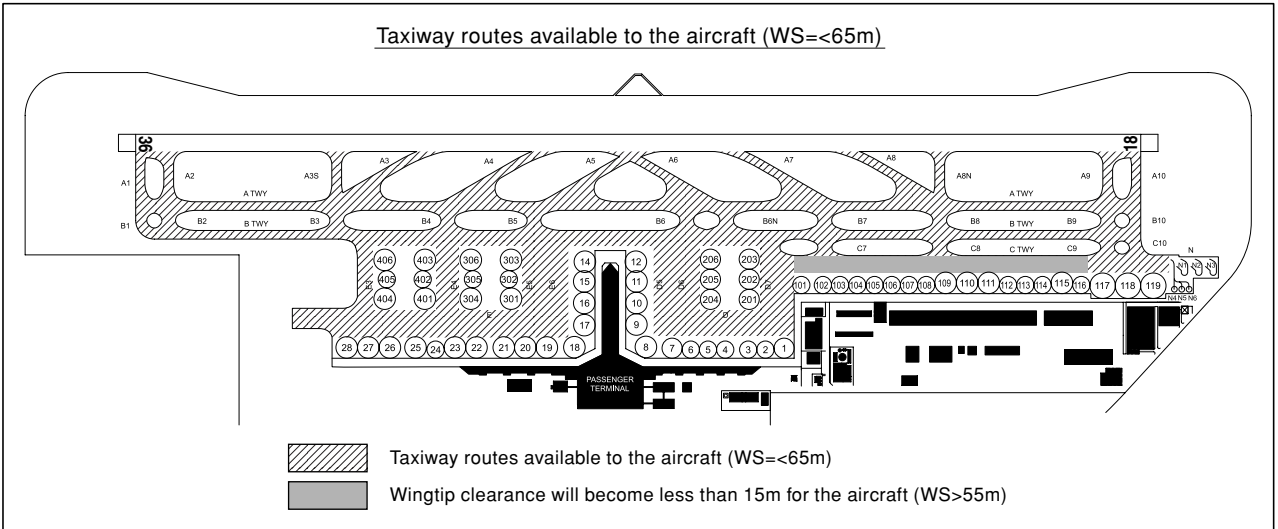 Taxiway routes available to the aircraft (WS=<65m)
36
18
A1 A2 A3S A3 A4 A5 A6 A7 A8 A8N A9 A10
A TWY A TWY
B1 B2 B TWY B3 B4 B5 B6 B6N B7 B8 B TWY B9 B10
C7 C8 C TWY C9 C10 N
N1 N2 N3
406 403 306 303 14 12 206 203
405 402 305 302 15 11 205 202
E3 E4 E5 E6 D5 D6 D7
404 401 304 301 16 10 204 201
17 9 D
101 102 103 104 105 106 107 108 109 110 111 112 113 114 115 116 117 118 119
N4 N5 N6
28 27 26 25 24 23 22 21 20 19 18 8 7 6 5 4 3 2 1
PASSENGER
TERMINAL
Taxiway routes available to the aircraft (WS=<65m)
Wingtip clearance will become less than 15m for the aircraft (WS>55m)